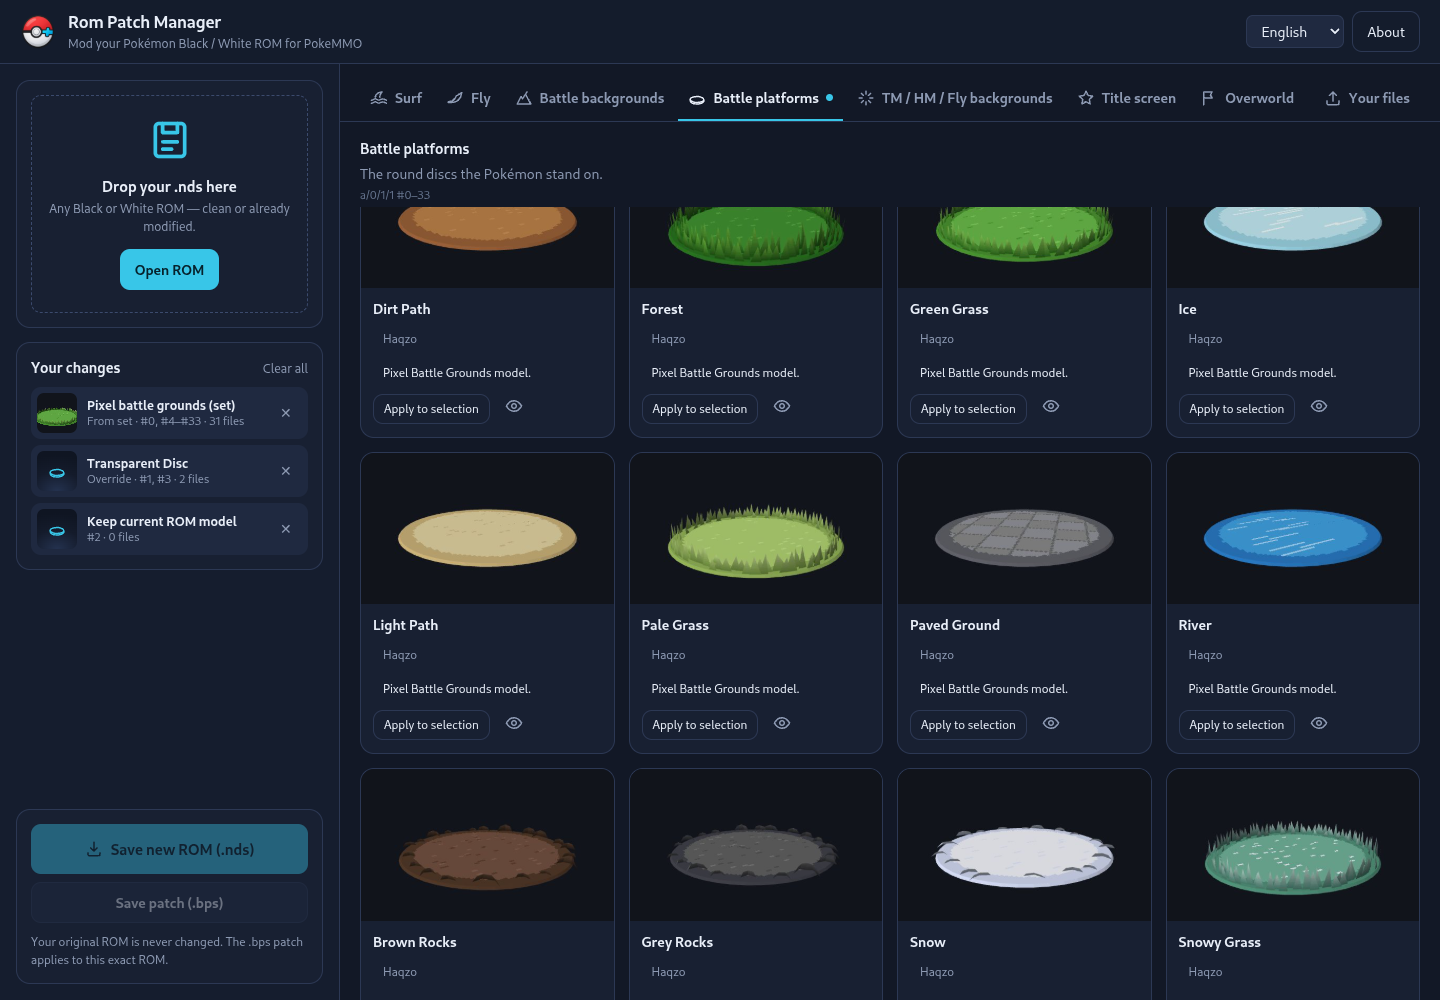 Rom Patch Manager
Mod your Pokémon Black / White ROM for PokeMMO
English
About
Drop your .nds here
Any Black or White ROM — clean or already
modified.
Open ROM
Your changes
Clear all
Pixel battle grounds (set)
From set · #0, #4–#33 · 31 files
Transparent Disc
Override · #1, #3 · 2 files
Keep current ROM model
#2 · 0 files
Save new ROM (.nds)
Save patch (.bps)
Your original ROM is never changed. The .bps patch
applies to this exact ROM.
Surf
Fly
Battle backgrounds
Battle platforms
TM / HM / Fly backgrounds
Title screen
Overworld
Your files
Battle platforms
The round discs the Pokémon stand on.
a/0/1/1 #0–33
Dirt Path
Haqzo
Pixel Battle Grounds model.
Apply to selection
Forest
Haqzo
Pixel Battle Grounds model.
Apply to selection
Green Grass
Haqzo
Pixel Battle Grounds model.
Apply to selection
Ice
Haqzo
Pixel Battle Grounds model.
Apply to selection
Light Path
Haqzo
Pixel Battle Grounds model.
Apply to selection
Pale Grass
Haqzo
Pixel Battle Grounds model.
Apply to selection
Paved Ground
Haqzo
Pixel Battle Grounds model.
Apply to selection
River
Haqzo
Pixel Battle Grounds model.
Apply to selection
Brown Rocks
Haqzo
Grey Rocks
Haqzo
Snow
Haqzo
Snowy Grass
Haqzo